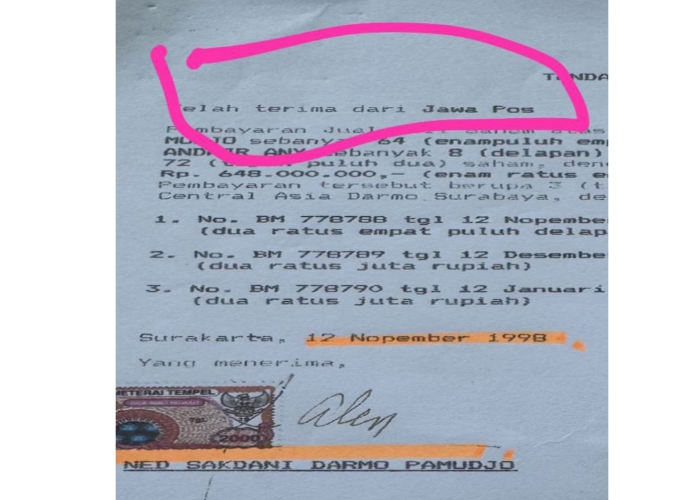 elah terima dari Jawa Pos
Pembayaran Jual
sebanyak 64 (enampuluh
sebanyak 8 (delapan)
72 puluh dua) saham,
Rp. 648.000.000,- (enam ratus
Pembayaran tersebut berupa 3 (t
Central Asia Darmo Surabaya, de
1. No. BM 778788 tgl 12 Nopembe
(dua ratus empat puluh delap
2. No. BM 778789 tgl 12 Desembe
(dua ratus juta rupiah)
3. No. BM 778790 tgl 12 Januari
(dua ratus juta rupiah)
Surakarta, 12 Nopember 1998
Yang menerima,
METERAI TEMPEL
2000
NED SAKDANI DARMO PAMUDJO